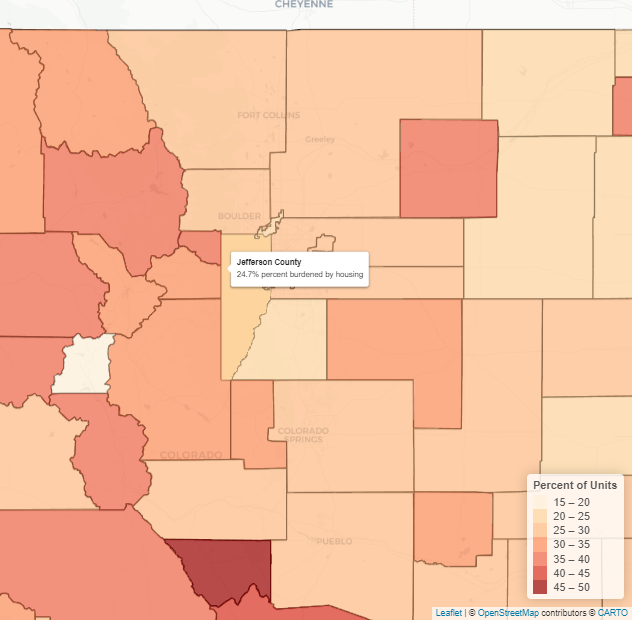 CHEYENNE
FORT COLLINS
Greeley
BOULDER
Jefferson County
24.7% percent burdened by housing
COLORADO
SPRINGS
COLORADO
PUEBLO
Percent of Units
15 – 20
20 – 25
25 – 30
30 – 35
35 – 40
40 – 45
45 – 50
Leaflet | © OpenStreetMap contributors © CARTO